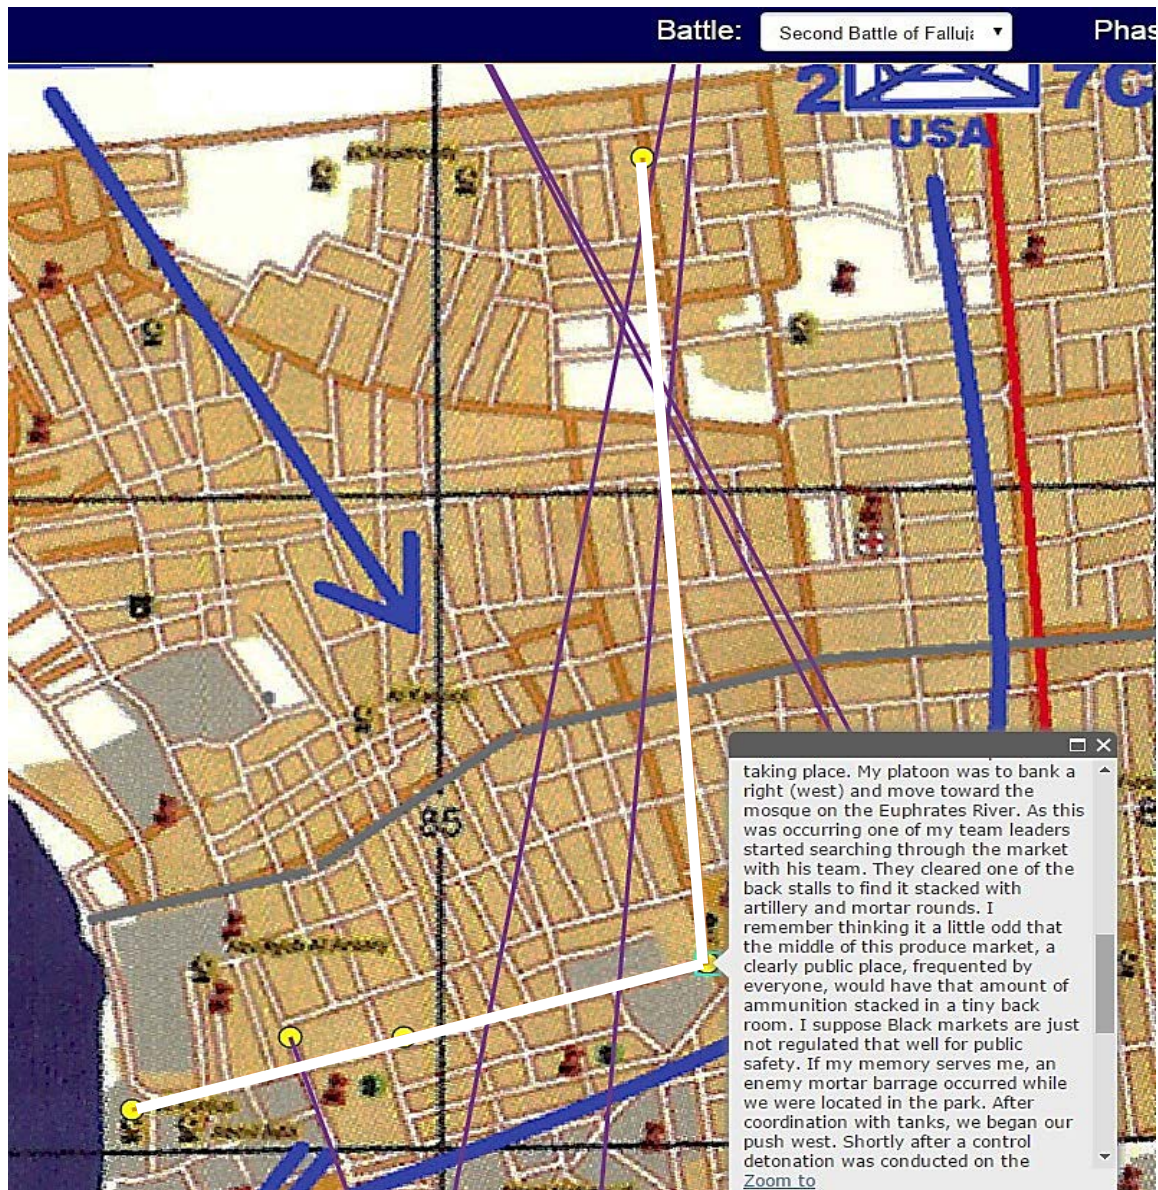 Battle:
Second Battle of Falluja
Phas
2
7C
USA
85
taking place. My platoon was to bank a
right (west) and move toward the
mosque on the Euphrates River. As this
was occurring one of my team leaders
started searching through the market
with his team. They cleared one of the
back stalls to find it stacked with
artillery and mortar rounds. I
remember thinking it a little odd that
the middle of this produce market, a
clearly public place, frequented by
everyone, would have that amount of
ammunition stacked in a tiny back
room. I suppose Black markets are just
not regulated that well for public
safety. If my memory serves me, an
enemy mortar barrage occurred while
we were located in the park. After
coordination with tanks, we began our
push west. Shortly after a control
detonation was conducted on the
Zoom to